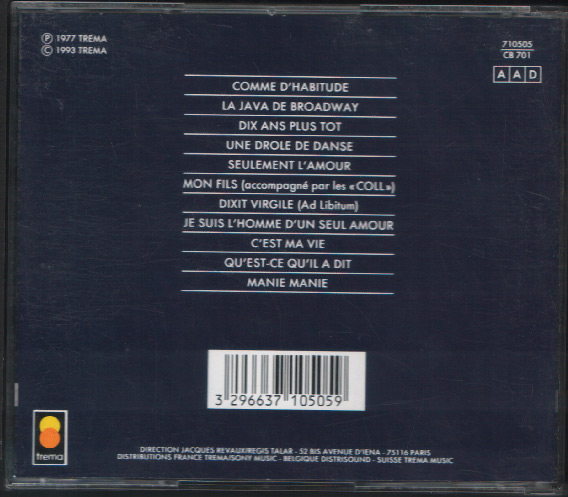 Ⓟ 1977 TREMA
Ⓒ 1993 TREMA
710505
CB 701
A A D
COMME D'HABITUDE
LA JAVA DE BROADWAY
DIX ANS PLUS TOT
UNE DROLE DE DANSE
SEULEMENT L'AMOUR
MON FILS (accompagné par les «COLL»)
DIXIT VIRGILE (Ad Libitum)
JE SUIS L'HOMME D'UN SEUL AMOUR
C'EST MA VIE
QU'EST-CE QU'IL A DIT
MANIE MANIE
3 296637 105059
trema
DIRECTION JACQUES REVAUX/REGIS TALAR - 52 BIS AVENUE D'IENA - 75116 PARIS
DISTRIBUTIONS FRANCE TREMA/SONY MUSIC - BELGIQUE DISTRISOUND - SUISSE TREMA MUSIC